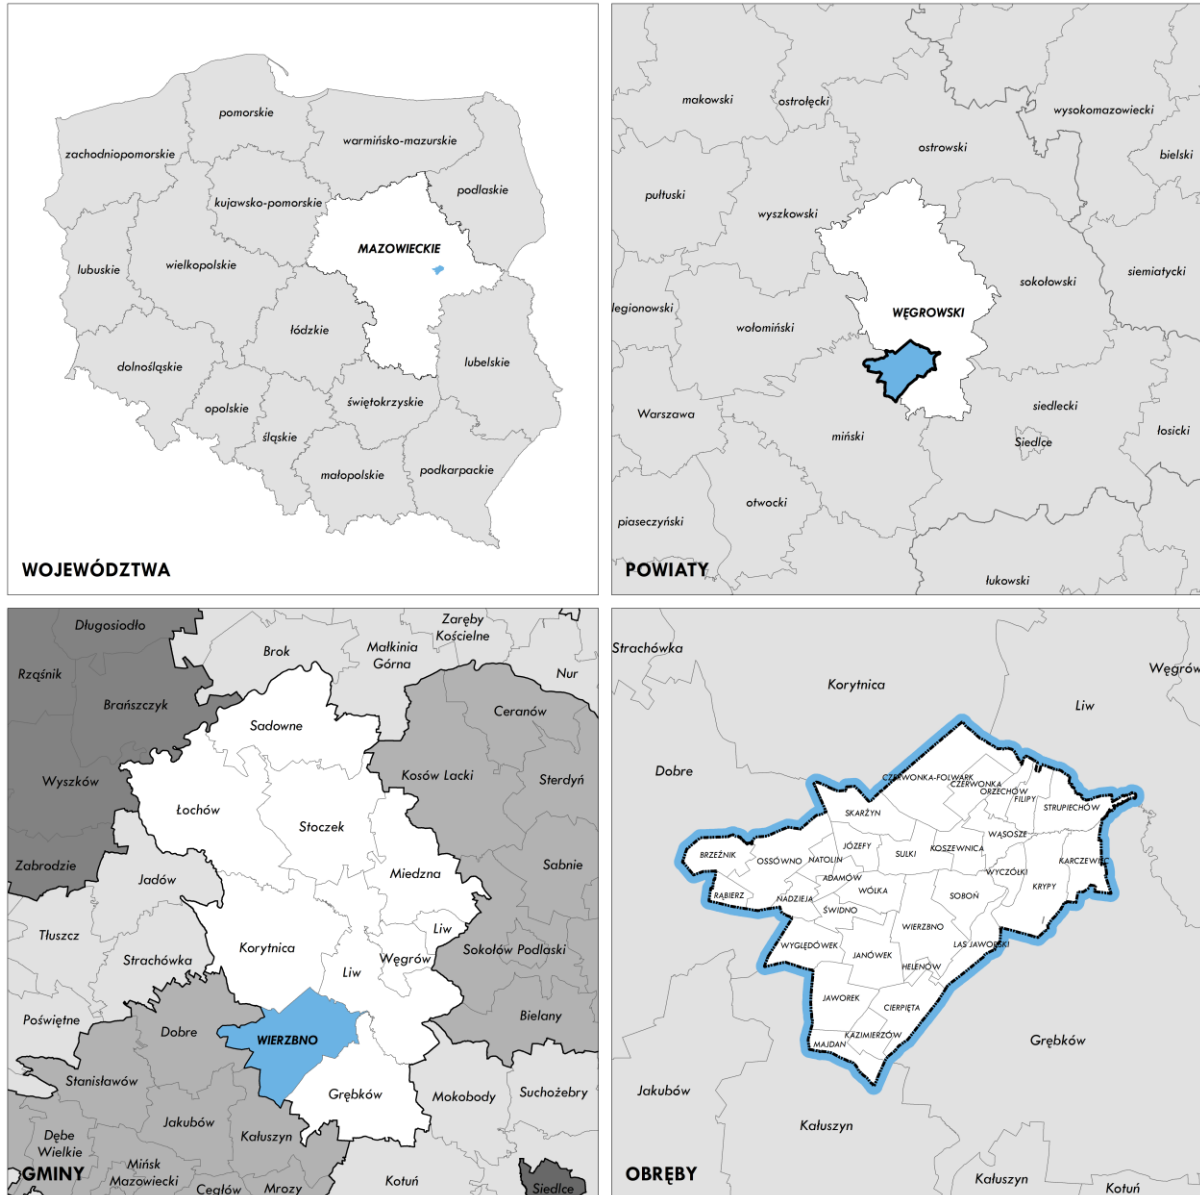 pomorskie
warmińsko-mazurskie
zachodniopomorskie
podlaskie
kujawsko-pomorskie
MAZOWIECKIE
wielkopolskie
lubuskie
łódzkie
lubelskie
dolnośląskie
świętokrzyskie
opolskie
śląskie
małopolskie
podkarpackie
WOJEWÓDZTWA
makowski
ostrołęcki
wysokomazowiecki
ostrowski
bielski
pułtuski
wyszkowski
siemiatycki
sokołowski
legionowski
WĘGROWSKI
wołomiński
siedlecki
Warszawa
łosicki
miński
Siedlce
otwocki
piaseczyński
łukowski
POWIATY
Długosiodło
Zaręby
Kościelne
Brok
Małkinia
Górna
Rząśnik
Nur
Brańszczyk
Ceranów
Sadowne
Wyszków
Kosów Lacki
Sterdyń
Łochów
Stoczek
Zabrodzie
Sabnie
Jadów
Miedzna
Tłuszcz
Liw
Korytnica
Sokołów Podlaski
Strachówka
Węgrów
Liw
Poświętne
Bielany
Dobre
WIERZBNO
Stanisławów
Grębków
Mokobody
Suchożebry
Jakubów
Dębe
Wielkie
Kałuszyn
Mińsk
Mazowiecki
Cegłów
Mrozy
Kotuń
Siedlce
GMINY
Strachówka
Węgrów
Korytnica
Liw
Dobre
CZERWONKA-FOLWARK
CZERWONKA
ORZECHÓW
FILIPY
STRUPIECHÓW
SKARŻYN
WĄSOSZE
JÓZEFY
SULKI
KOSZEWNICA
BRZEŹNIK
OSSÓWNO
NATOLIN
KARCZEWIEC
ADAMÓW
WYCZÓŁKI
WÓLKA
KRYPY
RĄBIERZ
NADZIEJA
SOBOŃ
ŚWIDNO
WIERZBNO
WYGLĘDÓWEK
LAS JAWORSKI
JANÓWEK
HELENÓW
JAWOREK
CIERPIĘTA
KAZIMIERZÓW
MAJDAN
Grębków
Jakubów
Kałuszyn
Kałuszyn
Kotuń
OBRĘBY